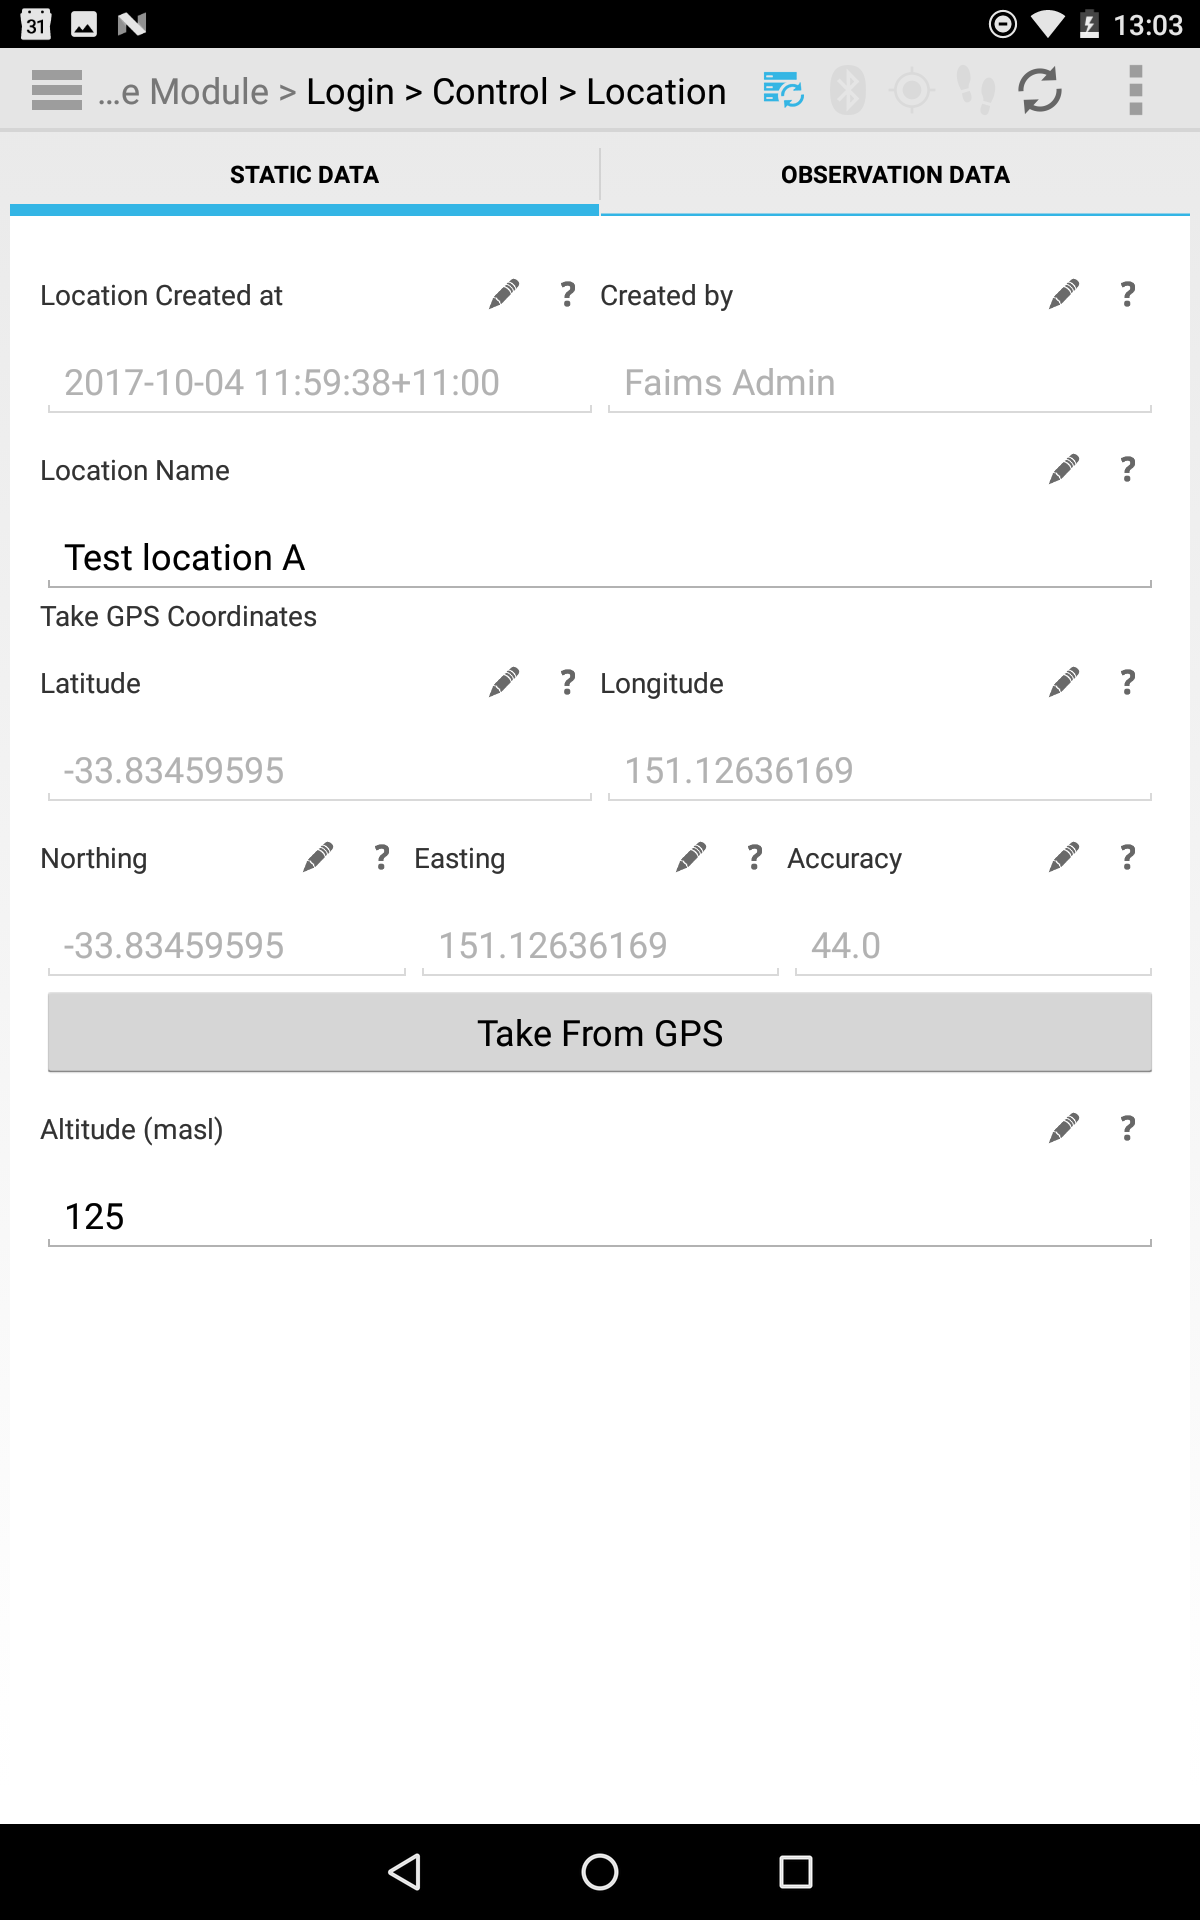 31 13:03
...e Module > Login > Control > Location
STATIC DATA OBSERVATION DATA
Location Created at ? Created by ?
2017-10-04 11:59:38+11:00 Faims Admin
Location Name ?
Test location A
Take GPS Coordinates
Latitude ? Longitude ?
-33.83459595 151.12636169
Northing ? Easting ? Accuracy ?
-33.83459595 151.12636169 44.0
Take From GPS
Altitude (masl) ?
125